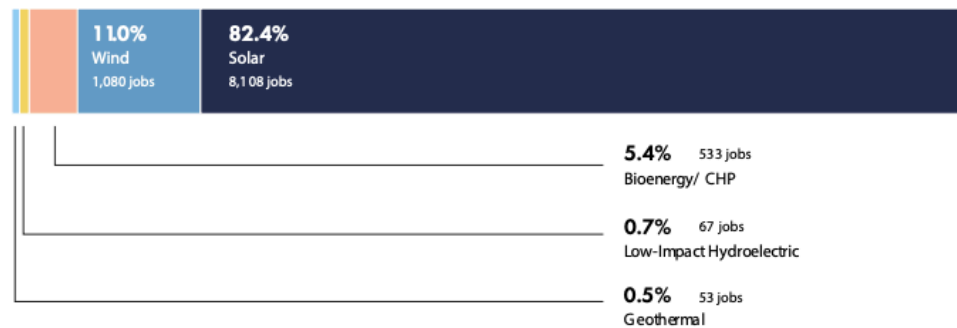 11.0%
Wind
1,080 jobs
82.4%
Solar
8,108 jobs
5.4% 533 jobs
Bioenergy/ CHP
0.7% 67 jobs
Low-Impact Hydroelectric
0.5% 53 jobs
Geothermal